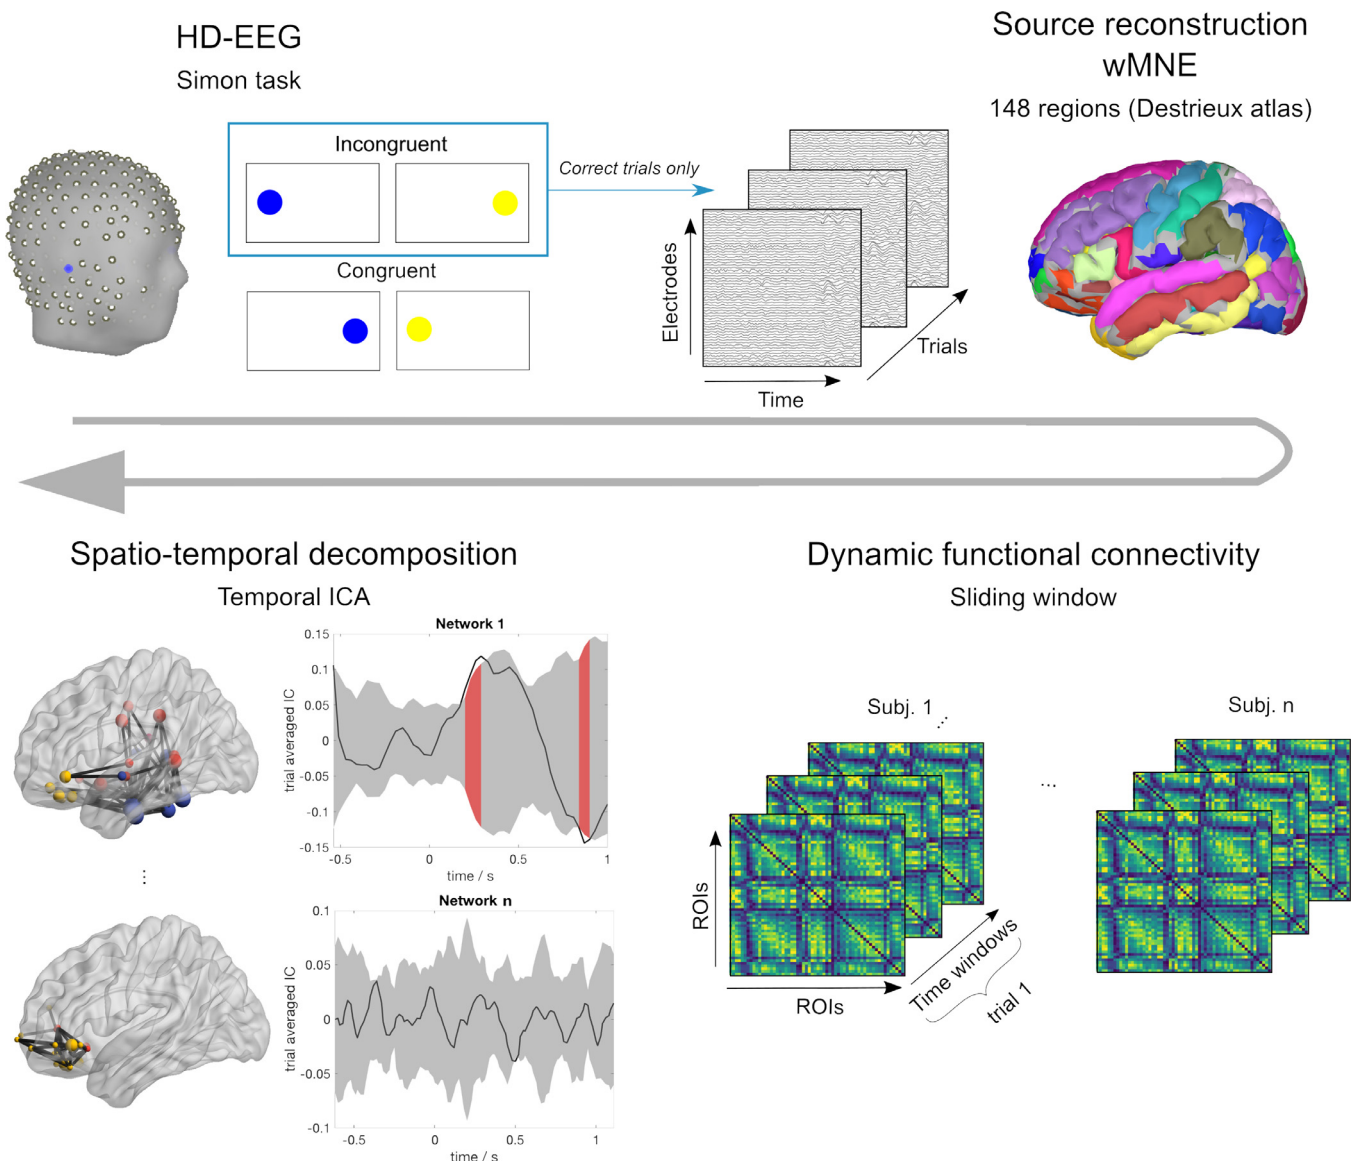 HD-EEG
Simon task
Source reconstruction
wMNE
148 regions (Destrieux atlas)
Incongruent
Correct trials only
Congruent
Electrodes
Time
Trials
Spatio-temporal decomposition
Temporal ICA
Network 1
trial averaged IC
0.15
0.1
0.05
0
-0.05
-0.1
-0.15
-0.5
0
0.5
1
time / s
...
Network n
trial averaged IC
0.1
0.05
0
-0.05
-0.1
-0.5
0
0.5
1
time / s
Dynamic functional connectivity
Sliding window
Subj. 1
...
...
Subj. n
ROIs
ROIs
Time windows
trial 1